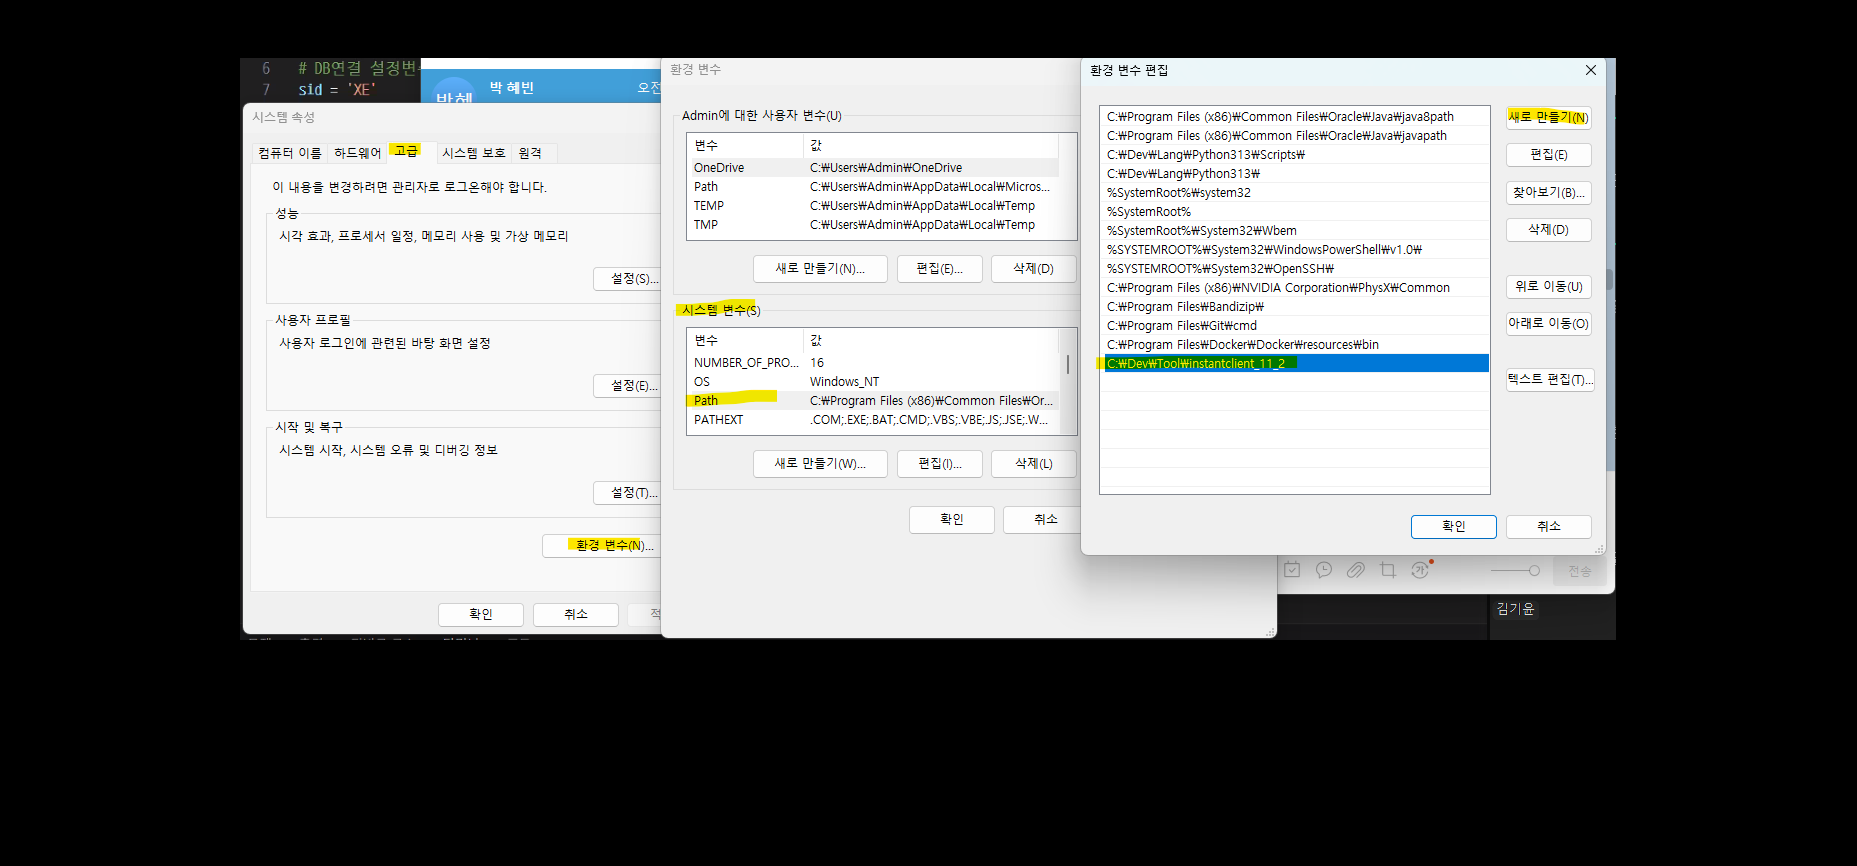 6 # DB연결 설정변
7 sid = 'XE'
박혜
박 혜빈
오전
시스템 속성
컴퓨터 이름 하드웨어 고급 시스템 보호 원격
이 내용을 변경하려면 관리자로 로그온해야 합니다.
성능
시각 효과, 프로세서 일정, 메모리 사용 및 가상 메모리
설정(S)...
사용자 프로필
사용자 로그인에 관련된 바탕 화면 설정
설정(E)...
시작 및 복구
시스템 시작, 시스템 오류 및 디버깅 정보
설정(T)...
환경 변수(N)...
확인 취소 적
환경 변수
Admin에 대한 사용자 변수(U)
변수 값
OneDrive C:₩Users₩Admin₩OneDrive
Path C:₩Users₩Admin₩AppData₩Local₩Micros...
TEMP C:₩Users₩Admin₩AppData₩Local₩Temp
TMP C:₩Users₩Admin₩AppData₩Local₩Temp
새로 만들기(N)... 편집(E)... 삭제(D)
시스템 변수(S)
변수 값
NUMBER_OF_PRO... 16
OS Windows_NT
Path C:₩Program Files (x86)₩Common Files₩Or...
PATHEXT .COM;.EXE;.BAT;.CMD;.VBS;.VBE;.JS;.JSE;.W...
새로 만들기(W)... 편집(I)... 삭제(L)
확인 취소
환경 변수 편집
C:₩Program Files (x86)₩Common Files₩Oracle₩Java₩java8path
C:₩Program Files (x86)₩Common Files₩Oracle₩Java₩javapath
C:₩Dev₩Lang₩Python313₩Scripts₩
C:₩Dev₩Lang₩Python313₩
%SystemRoot%₩system32
%SystemRoot%
%SystemRoot%₩System32₩Wbem
%SYSTEMROOT%₩System32₩WindowsPowerShell₩v1.0₩
%SYSTEMROOT%₩System32₩OpenSSH₩
C:₩Program Files (x86)₩NVIDIA Corporation₩PhysX₩Common
C:₩Program Files₩Bandizip₩
C:₩Program Files₩Git₩cmd
C:₩Program Files₩Docker₩Docker₩resources₩bin
C:₩Dev₩Tool₩instantclient_11_2
새로 만들기(N)
편집(E)
찾아보기(B)...
삭제(D)
위로 이동(U)
아래로 이동(O)
텍스트 편집(T)...
확인 취소
가
전송
김기윤